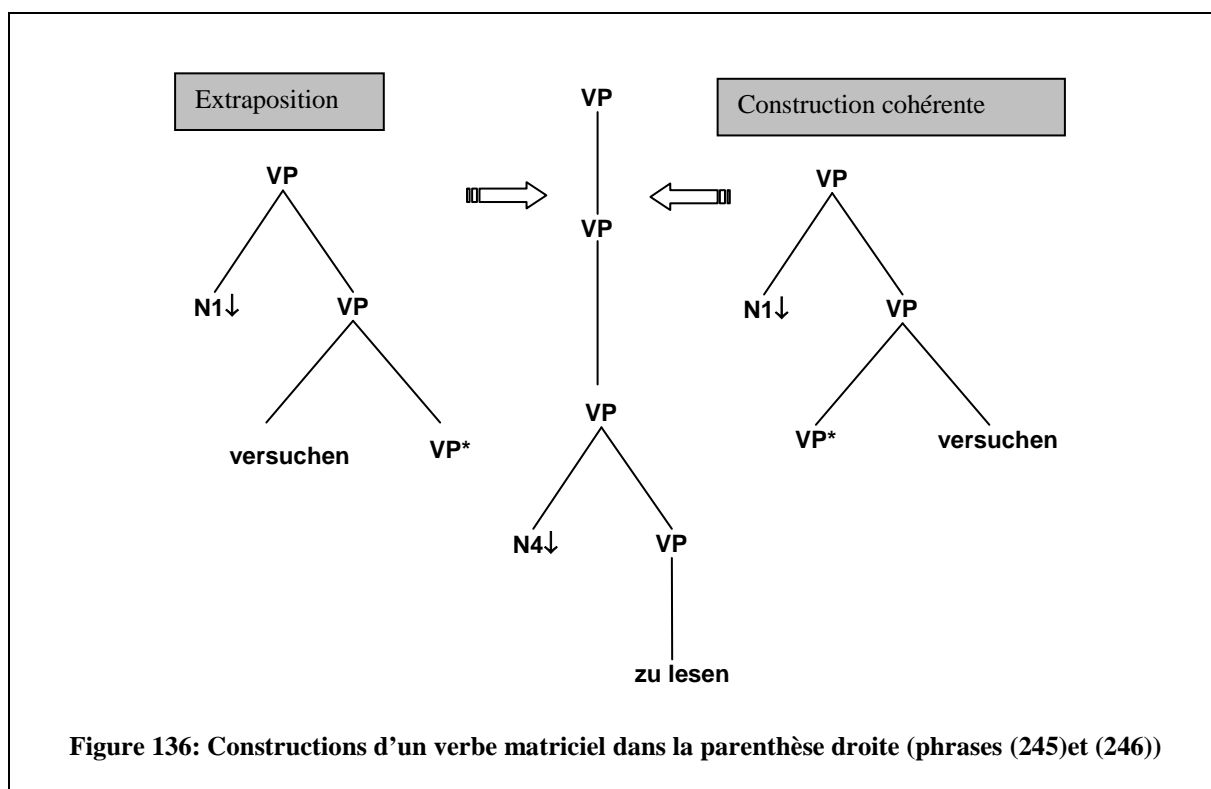 Extraposition
VP
Construction cohérente
VP
VP
VP
N1↓
VP
N1↓
VP
versuchen
VP*
VP
VP*
versuchen
N4↓
VP
zu lesen
Figure 136: Constructions d'un verbe matriciel dans la parenthèse droite (phrases (245)et (246))